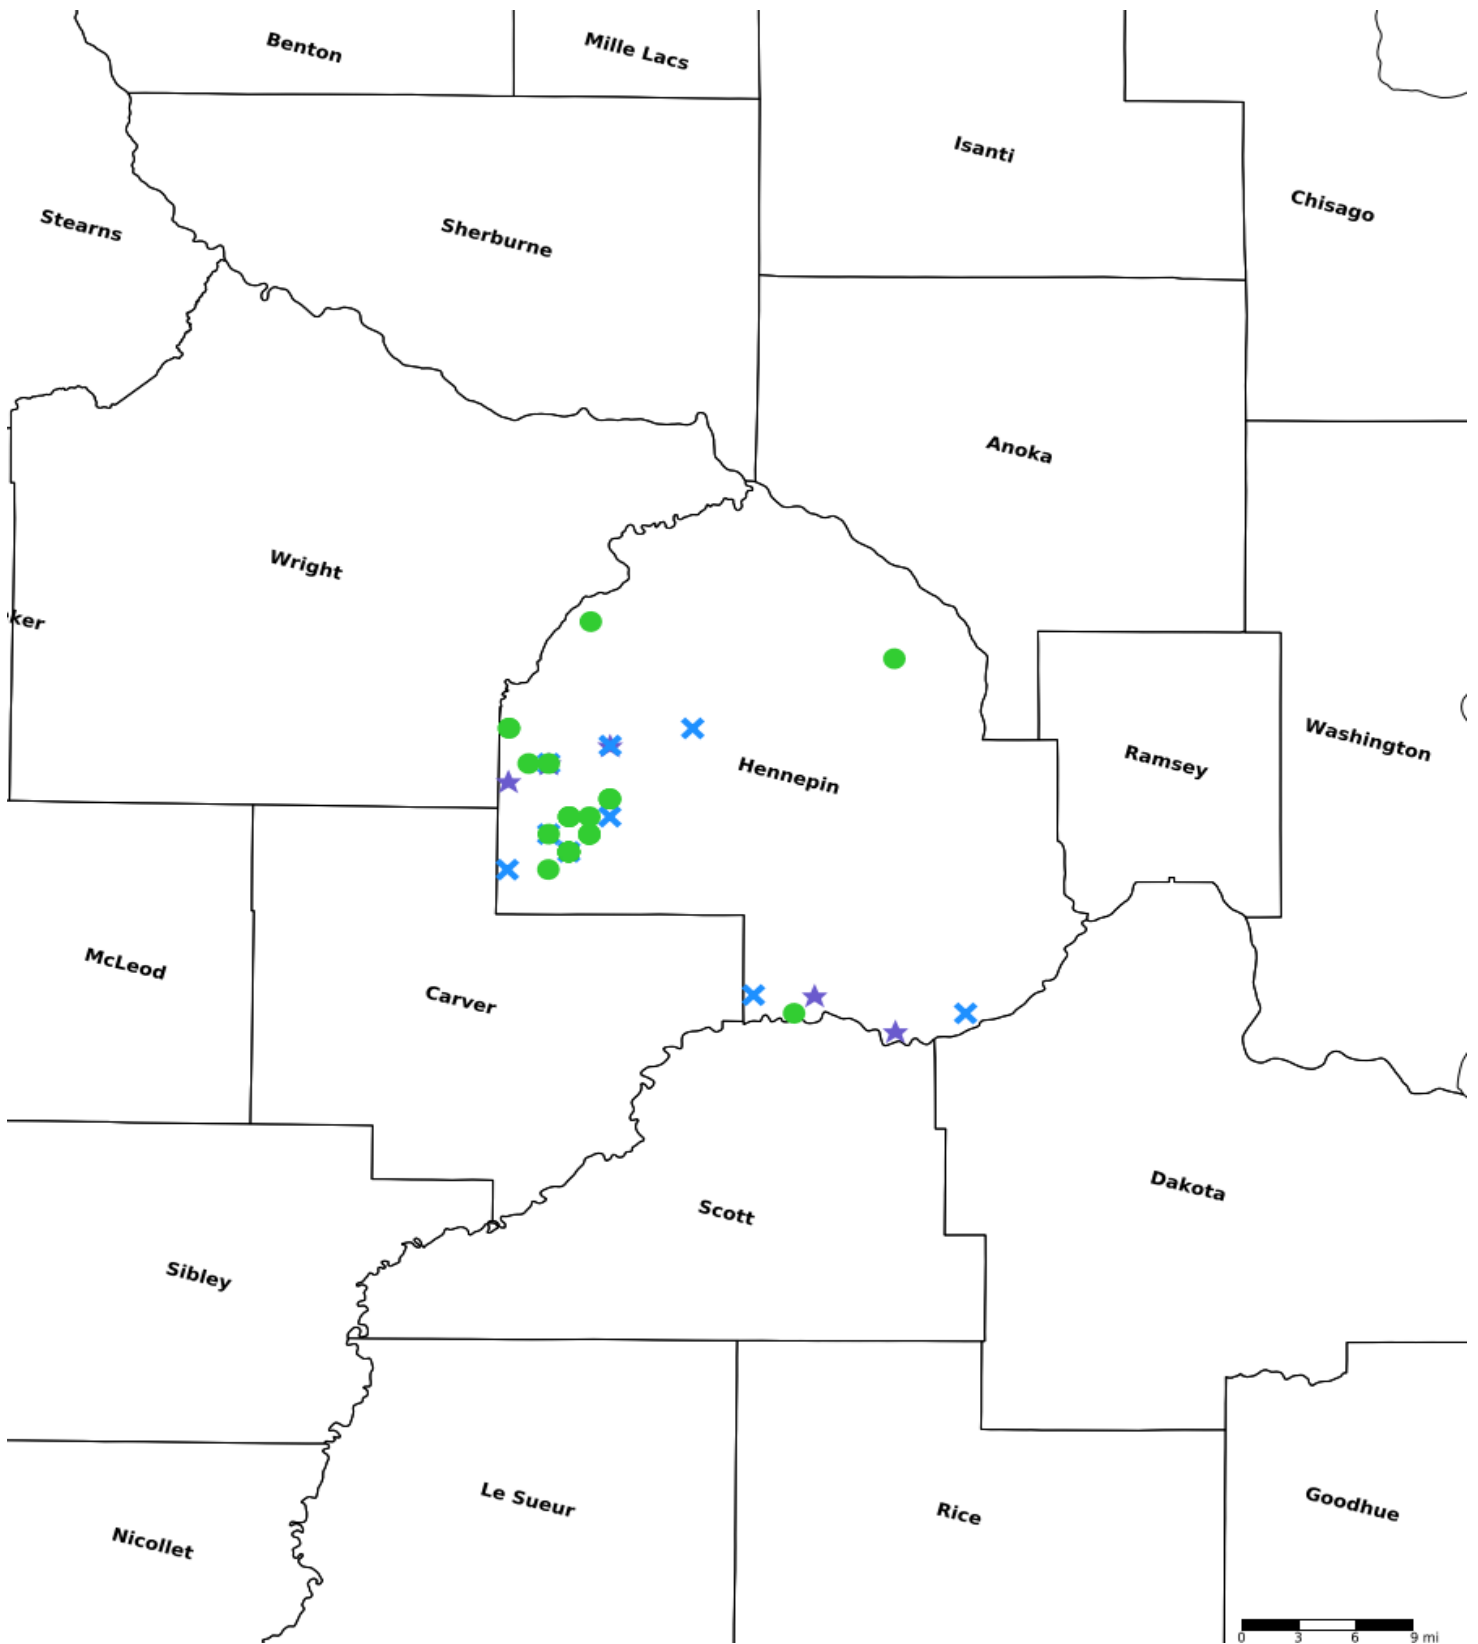 Benton
Mille Lacs
Isanti
Chisago
Stearns
Sherburne
Anoka
Wright
ker
Hennepin
Ramsey
Washington
McLeod
Carver
Dakota
Scott
Sibley
Le Sueur
Rice
Goodhue
Nicollet
0 3 6 9 mi